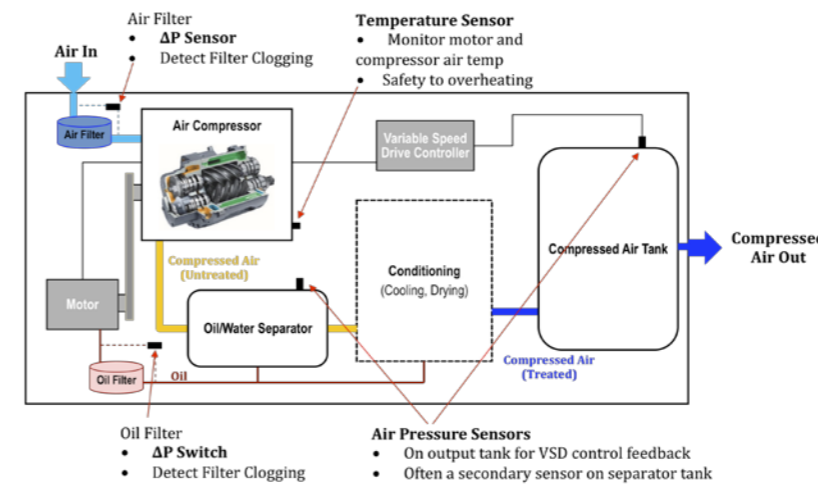 Air Filter
• ΔP Sensor
• Detect Filter Clogging
Temperature Sensor
• Monitor motor and
compressor air temp
• Safety to overheating
Air In
Air Filter
Air Compressor
Variable Speed
Drive Controller
Compressed Air Tank
Compressed
Air Out
Compressed Air
(Untreated)
Conditioning
(Cooling, Drying)
Motor
Oil/Water Separator
Compressed Air
(Treated)
Oil Filter
Oil
Oil Filter
• ΔP Switch
• Detect Filter Clogging
Air Pressure Sensors
• On output tank for VSD control feedback
• Often a secondary sensor on separator tank